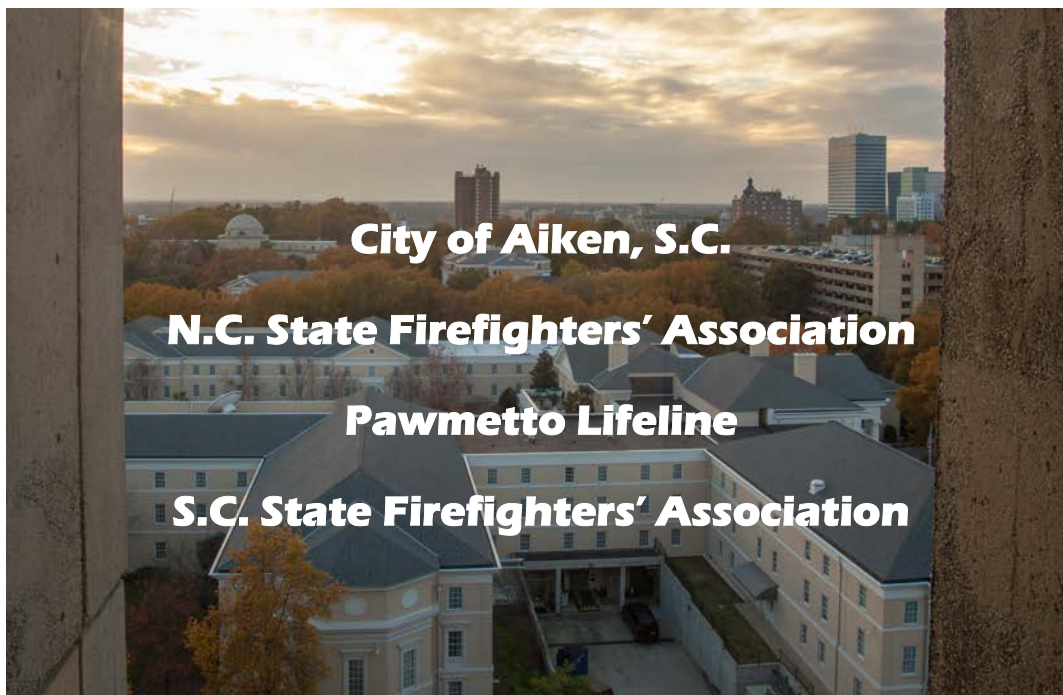 City of Aiken, S.C.
N.C. State Firefighters’ Association
Pawmetto Lifeline
S.C. State Firefighters’ Association